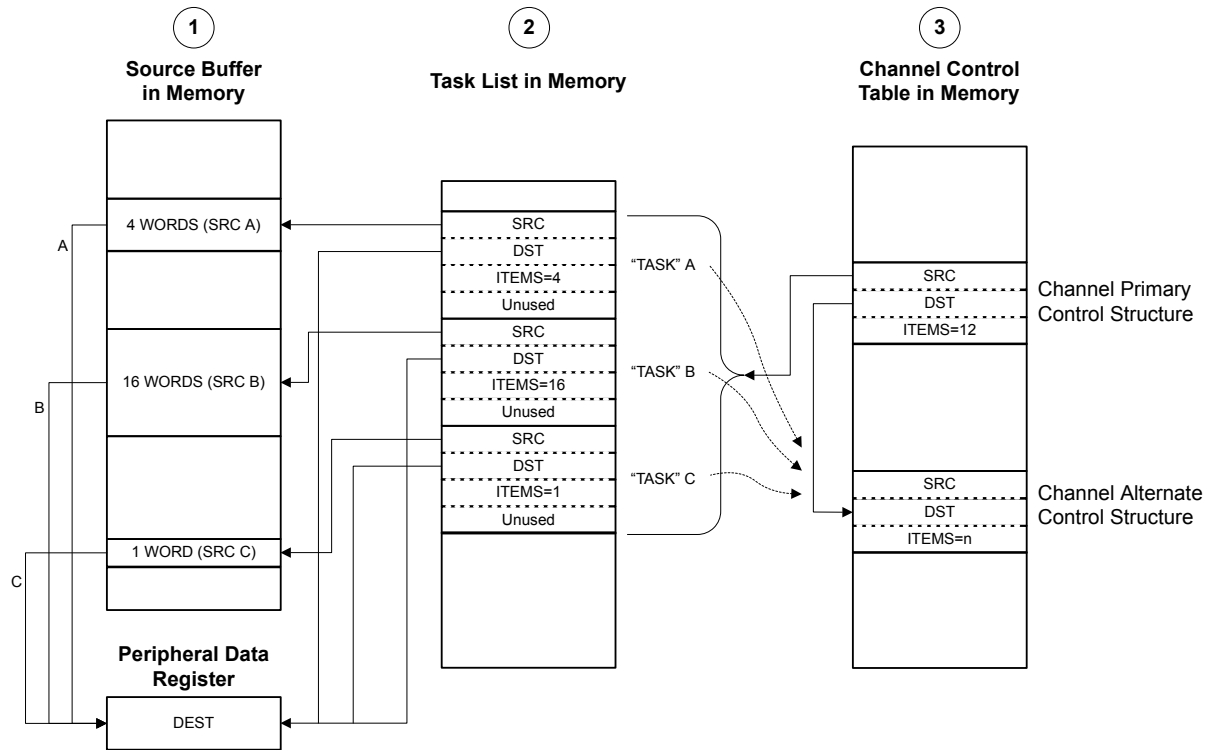 1
2
3
Source Buffer
in Memory
Task List in Memory
Channel Control
Table in Memory
4 WORDS (SRC A)
16 WORDS (SRC B)
1 WORD (SRC C)
A
B
C
Peripheral Data
Register
DEST
SRC
DST
ITEMS=4
Unused
SRC
DST
ITEMS=16
Unused
SRC
DST
ITEMS=1
Unused
“TASK” A
“TASK” B
“TASK” C
SRC
DST
ITEMS=12
Channel Primary
Control Structure
SRC
DST
ITEMS=n
Channel Alternate
Control Structure